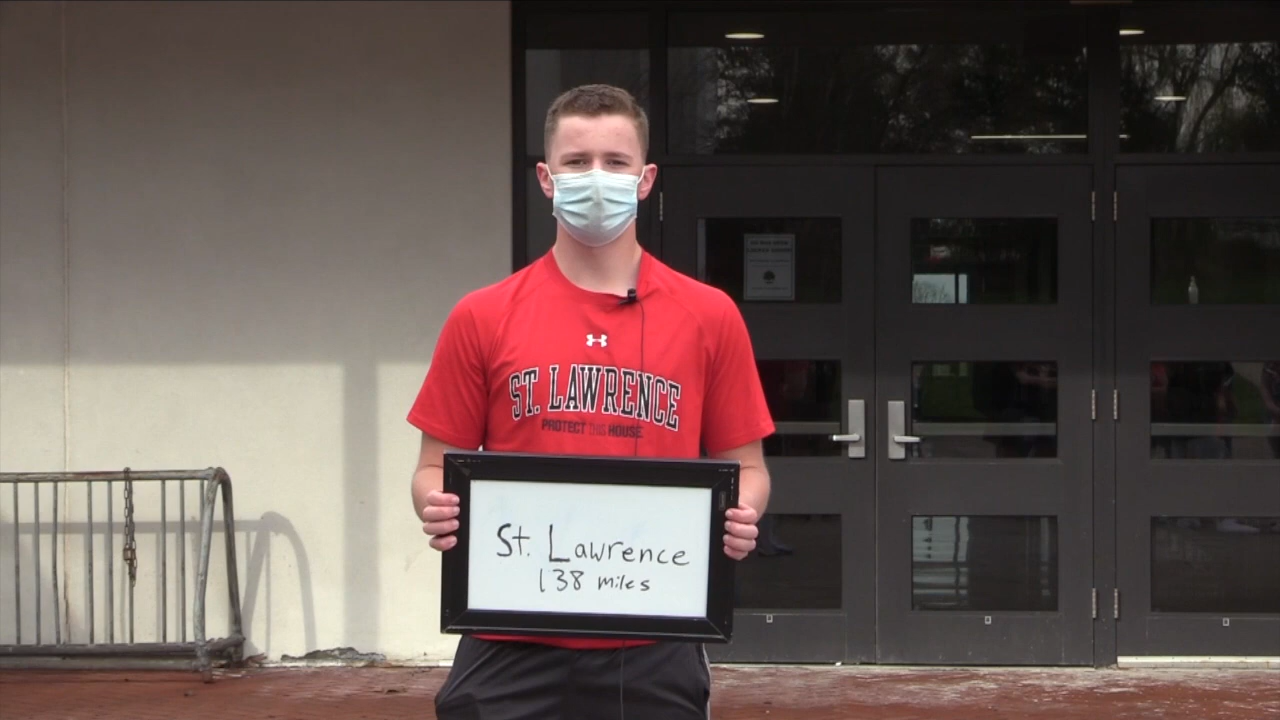 ST. LAWRENCE
PROTECT THIS HOUSE
St. Lawrence
138 miles